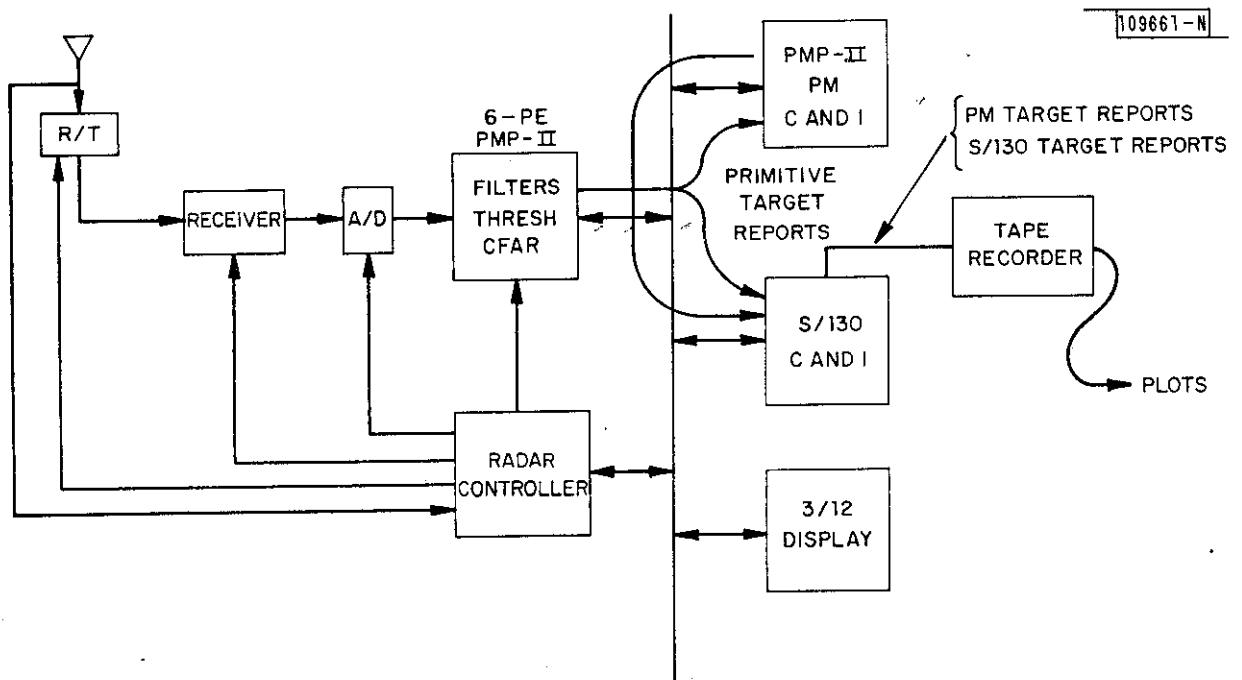 109661-N
R/T
RECEIVER
A/D
6-PE
PMP-II
FILTERS
THRESH
CFAR
RADAR
CONTROLLER
PMP-II
PM
C AND I
PRIMITIVE
TARGET
REPORTS
S/130
C AND I
3/12
DISPLAY
PM TARGET REPORTS
S/130 TARGET REPORTS
TAPE
RECORDER
PLOTS